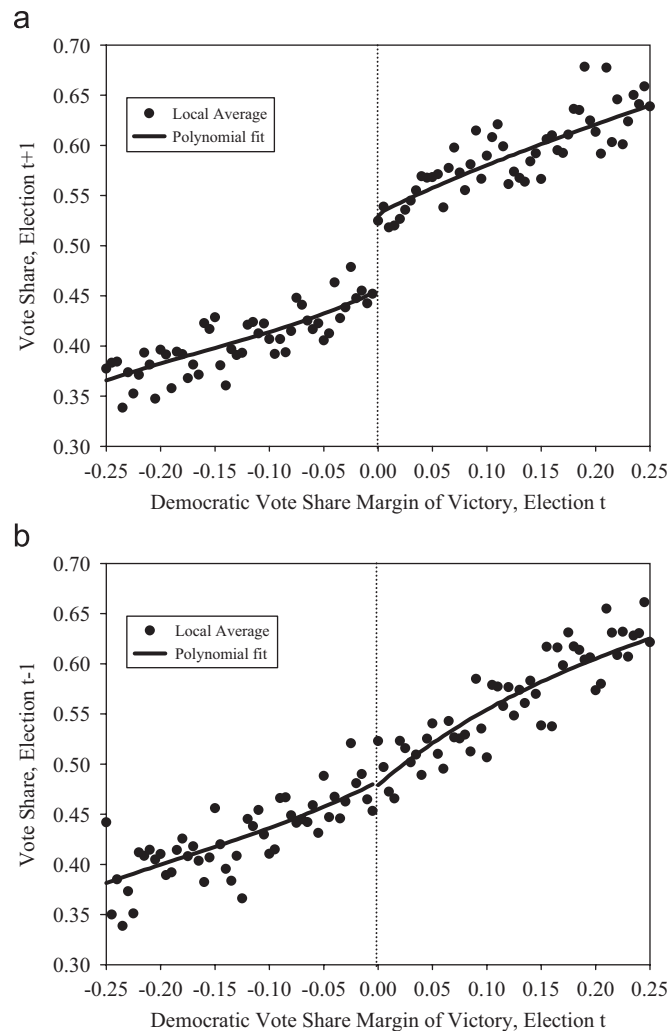 a
0.70
0.65
0.60
0.55
0.50
0.45
0.40
0.35
0.30
Vote Share, Election t+1
Local Average
Polynomial fit
-0.25 -0.20 -0.15 -0.10 -0.05 0.00 0.05 0.10 0.15 0.20 0.25
Democratic Vote Share Margin of Victory, Election t
b
0.70
0.65
0.60
0.55
0.50
0.45
0.40
0.35
0.30
Vote Share, Election t-1
Local Average
Polynomial fit
-0.25 -0.20 -0.15 -0.10 -0.05 0.00 0.05 0.10 0.15 0.20 0.25
Democratic Vote Share Margin of Victory, Election t